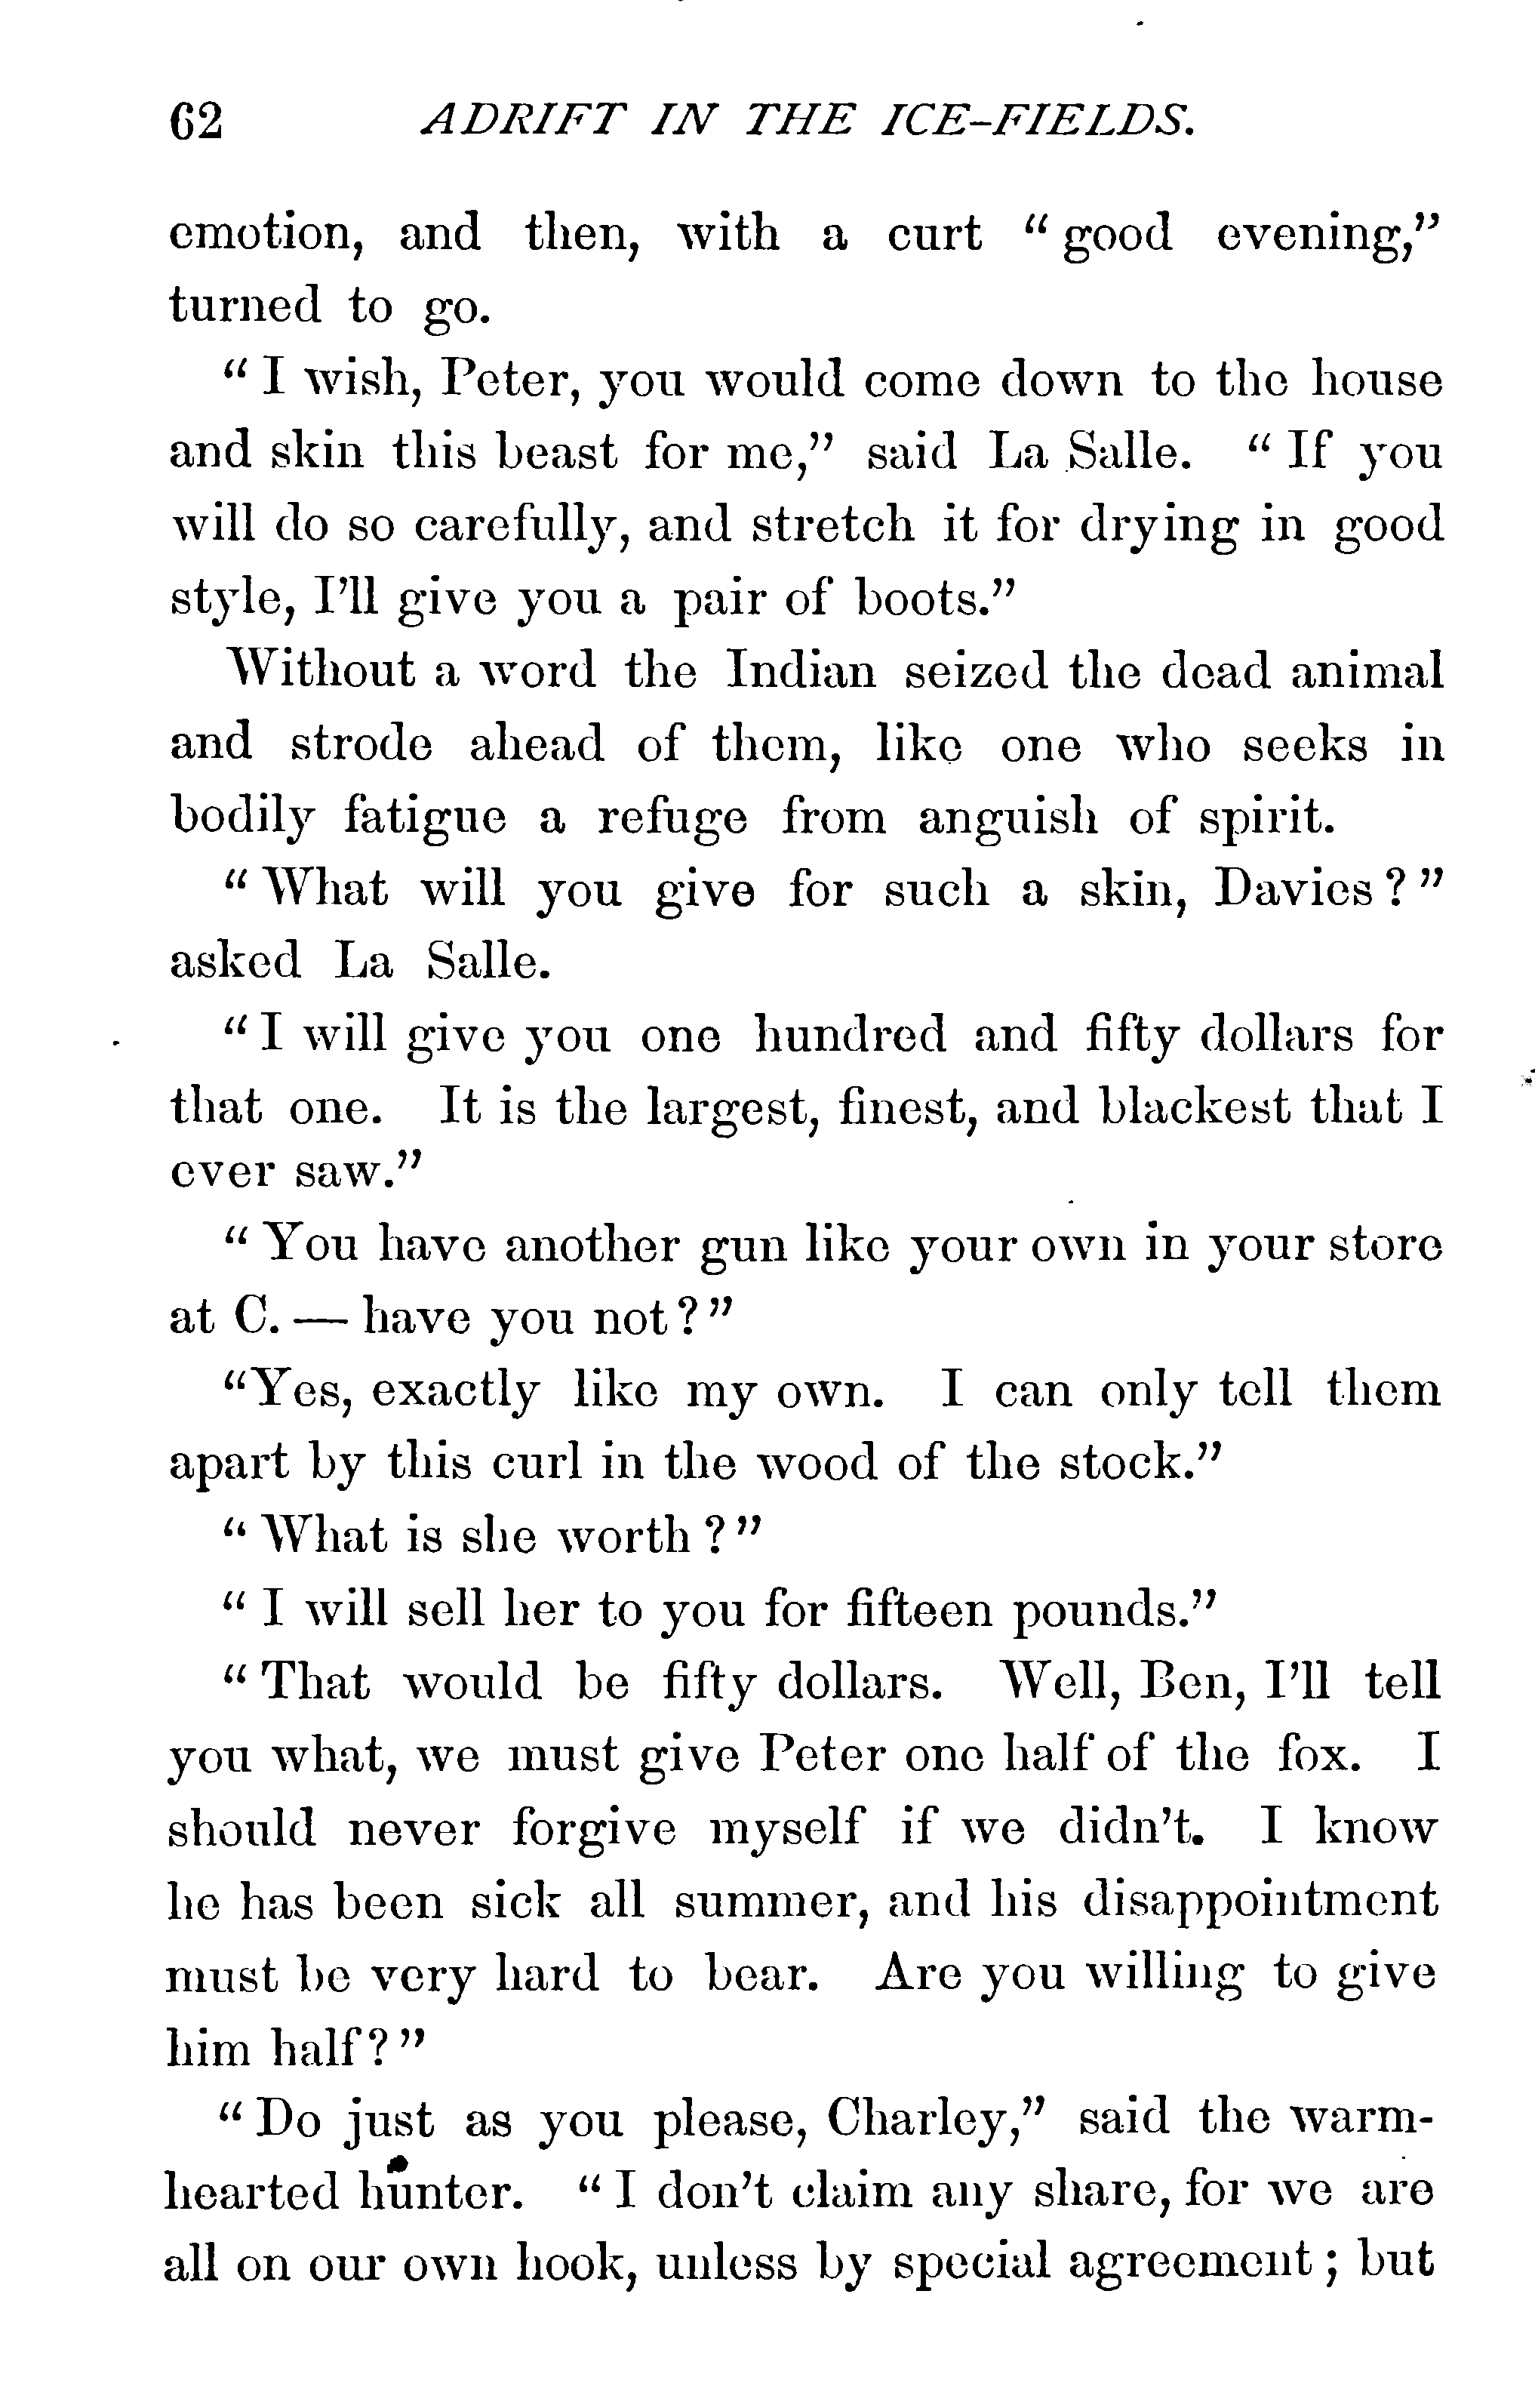 62 ADRIFT IN THE ICE-FIELDS.
emotion, and then, with a curt “good evening,”
turned to go.
“I wish, Peter, you would come down to the house
and skin this beast for me,” said La Salle. “If you
will do so carefully, and stretch it for drying in good
style, I’ll give you a pair of boots.”
Without a word the Indian seized the dead animal
and strode ahead of them, like one who seeks in
bodily fatigue a refuge from anguish of spirit.
“What will you give for such a skin, Davies?”
asked La Salle.
“I will give you one hundred and fifty dollars for
that one. It is the largest, finest, and blackest that I
ever saw.”
“You have another gun like your own in your store
at C. — have you not?”
“Yes, exactly like my own. I can only tell them
apart by this curl in the wood of the stock.”
“What is she worth?”
“I will sell her to you for fifteen pounds.”
“That would be fifty dollars. Well, Ben, I’ll tell
you what, we must give Peter one half of the fox. I
should never forgive myself if we didn’t. I know
he has been sick all summer, and his disappointment
must be very hard to bear. Are you willing to give
him half?”
“Do just as you please, Charley,” said the warm-
hearted hunter. “I don’t claim any share, for we are
all on our own hook, unless by special agreement; but